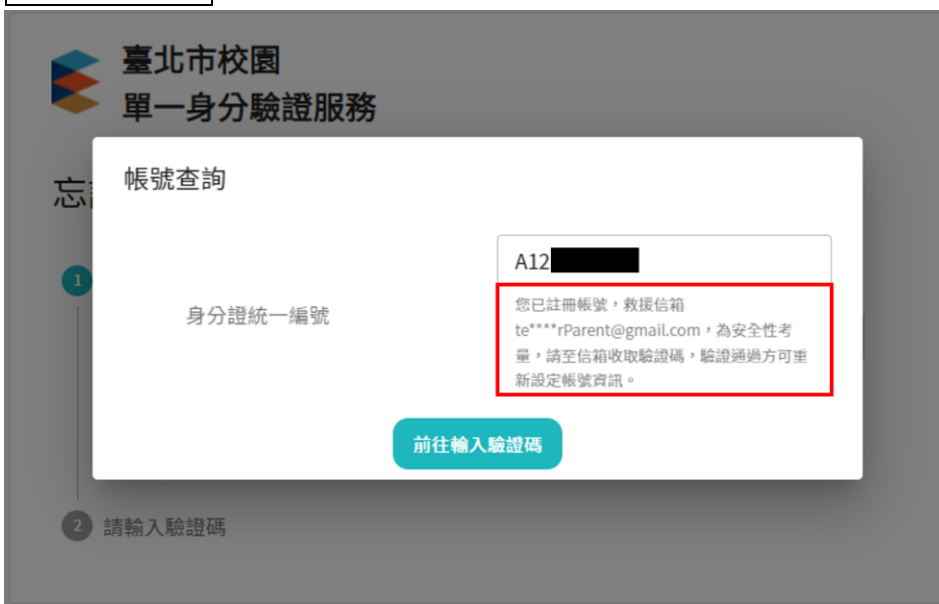 臺北市校園
單一身分驗證服務
忘
帳號查詢
1
身分證統一編號
A12
您已註冊帳號，救援信箱
te****rParent@gmail.com，為安全性考
量，請至信箱收取驗證碼，驗證通過方可重
新設定帳號資訊。
前往輸入驗證碼
2 請輸入驗證碼